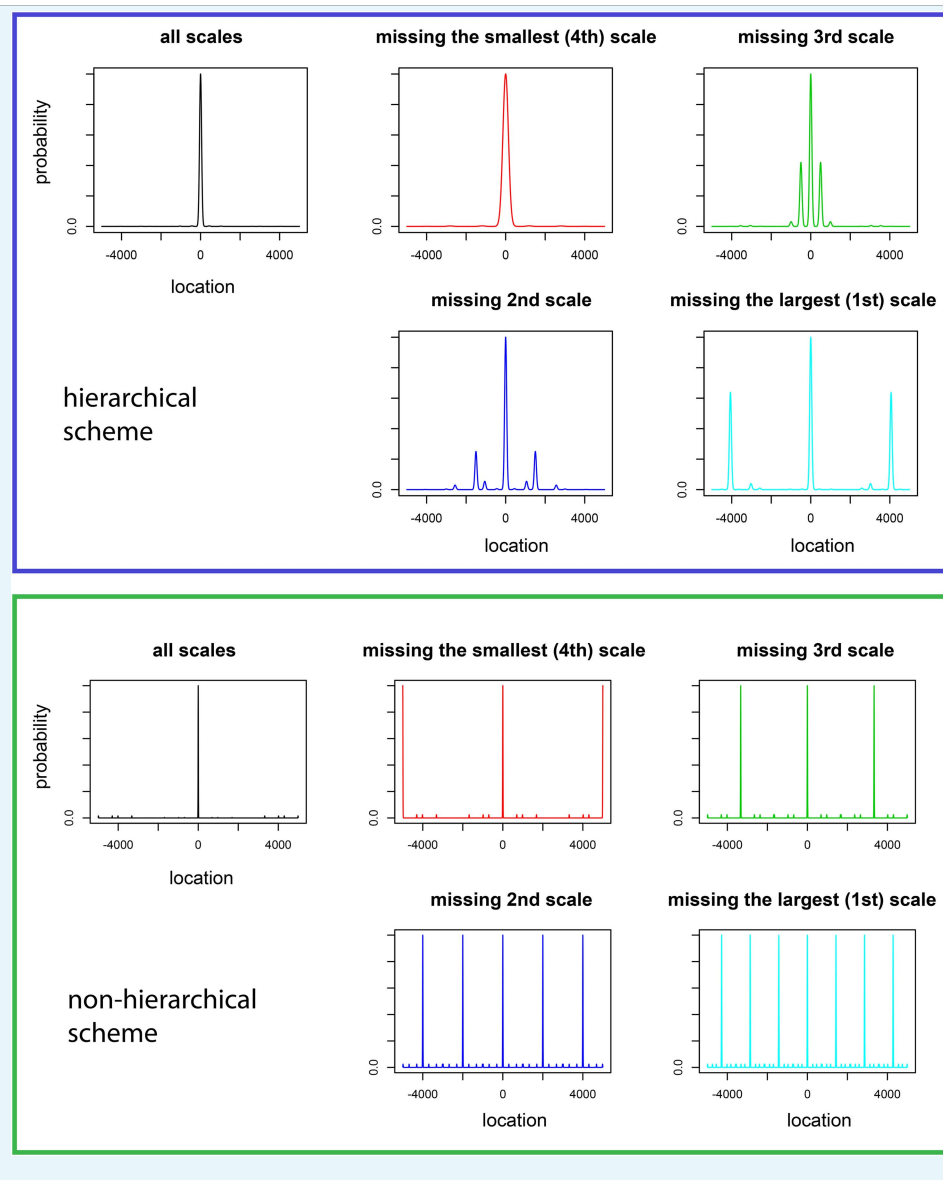 all scales
missing the smallest (4th) scale
missing 3rd scale
probability
0.0
-4000 0 4000
location
0.0
-4000 0 4000
0.0
-4000 0 4000
missing 2nd scale
missing the largest (1st) scale
hierarchical
scheme
0.0
-4000 0 4000
location
0.0
-4000 0 4000
location
all scales
missing the smallest (4th) scale
missing 3rd scale
probability
0.0
-4000 0 4000
location
0.0
-4000 0 4000
0.0
-4000 0 4000
missing 2nd scale
missing the largest (1st) scale
non-hierarchical
scheme
0.0
-4000 0 4000
location
0.0
-4000 0 4000
location